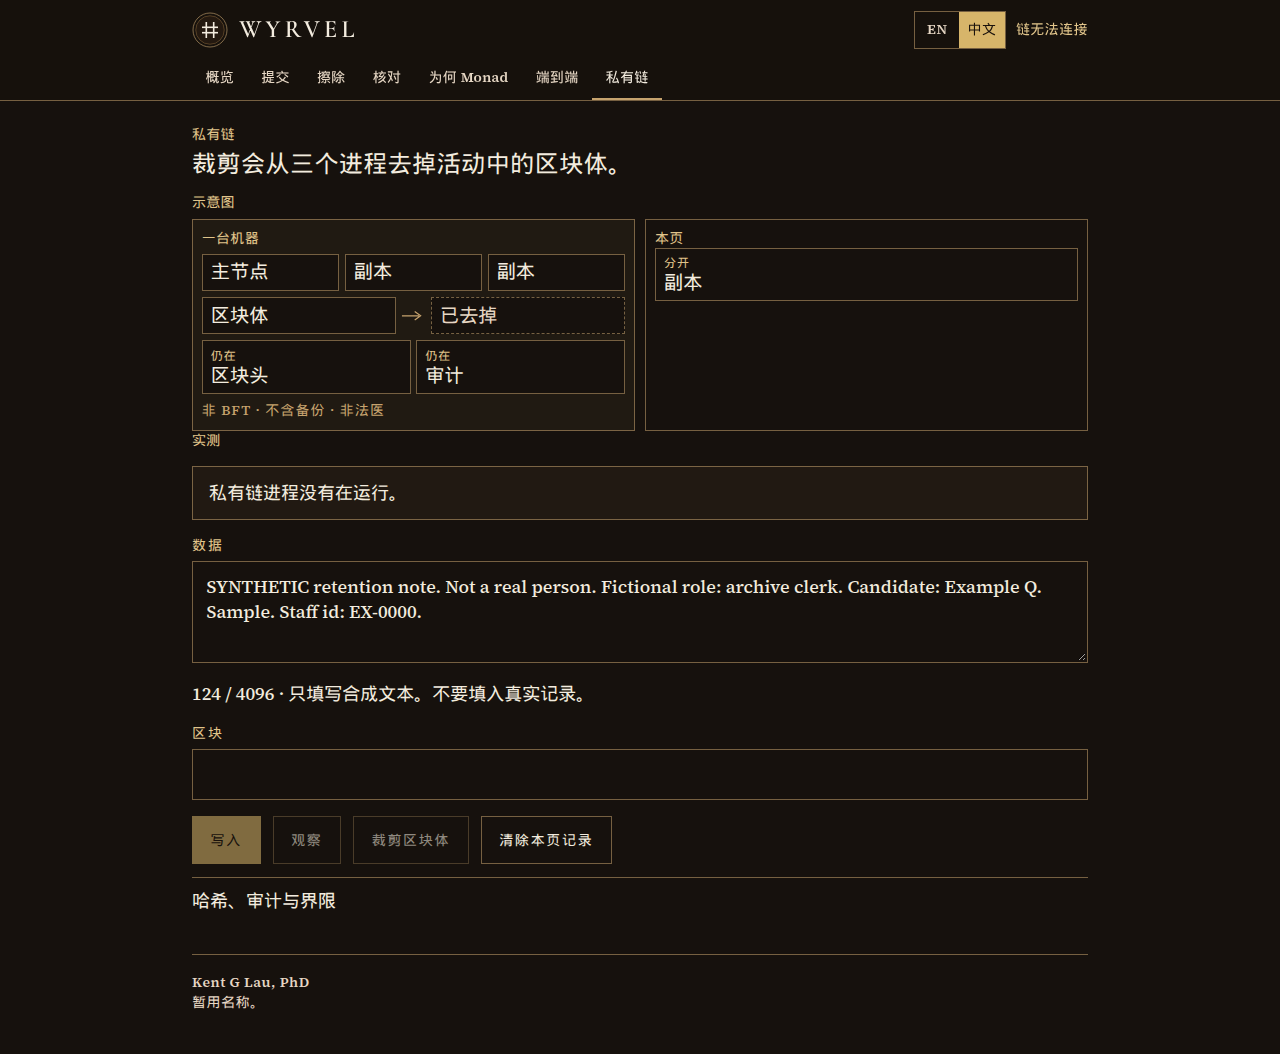 WYRVEL
EN 中文 链无法连接
概览 提交 擦除 核对 为何 Monad 端到端 私有链
私有链
裁剪会从三个进程去掉活动中的区块体。
示意图
一台机器
主节点 副本 副本
区块体 → 已去掉
仍在 仍在
区块头 审计
非 BFT · 不含备份 · 非法医
本页
分开
副本
实测
私有链进程没有在运行。
数据
SYNTHETIC retention note. Not a real person. Fictional role: archive clerk. Candidate: Example Q.
Sample. Staff id: EX-0000.
124 / 4096 · 只填写合成文本。不要填入真实记录。
区块
写入 观察 裁剪区块体 清除本页记录
哈希、审计与界限
Kent G Lau, PhD
暂用名称。